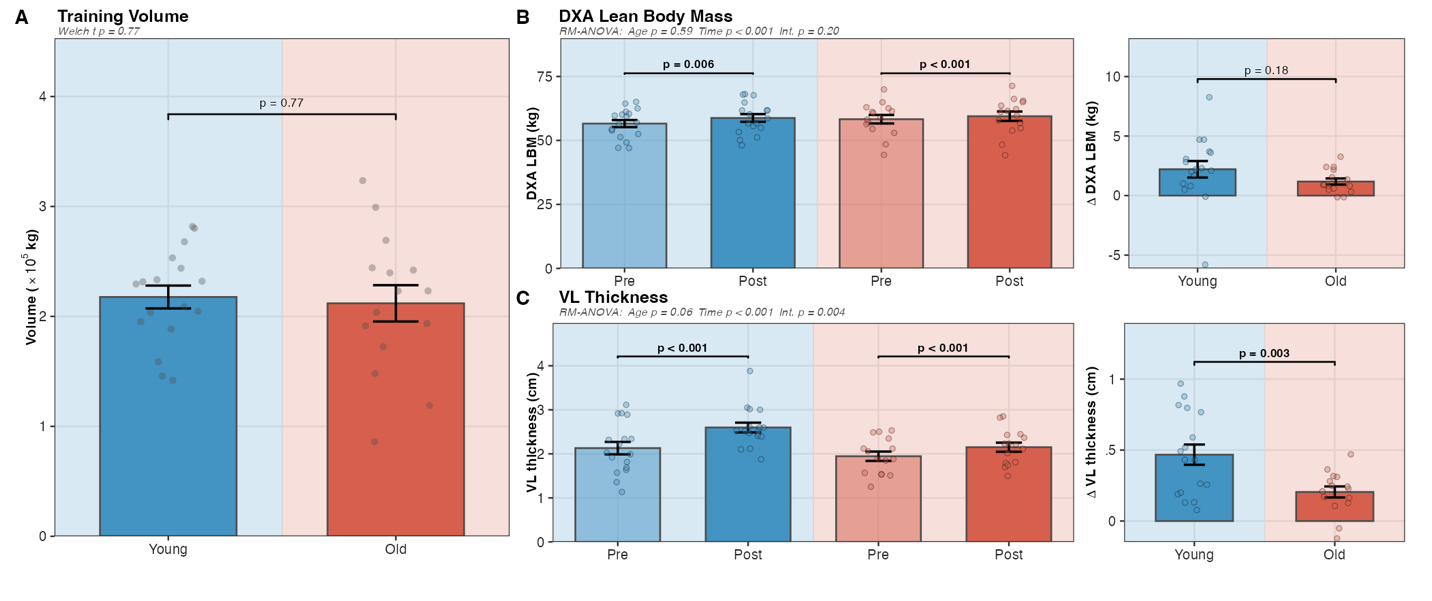 A
Training Volume
Welch t p = 0.77
Volume ( × 10⁵ kg)
4
3
2
1
0
p = 0.77
Young
Old
B
DXA Lean Body Mass
RM-ANOVA: Age p = 0.59 Time p < 0.001 Int. p = 0.20
DXA LBM (kg)
75
50
25
0
p = 0.006
p < 0.001
Pre
Post
Pre
Post
Δ DXA LBM (kg)
10
5
0
-5
p = 0.18
Young
Old
C
VL Thickness
RM-ANOVA: Age p = 0.06 Time p < 0.001 Int. p = 0.004
VL thickness (cm)
4
3
2
1
0
p < 0.001
p < 0.001
Pre
Post
Pre
Post
Δ VL thickness (cm)
1
.5
0
p = 0.003
Young
Old